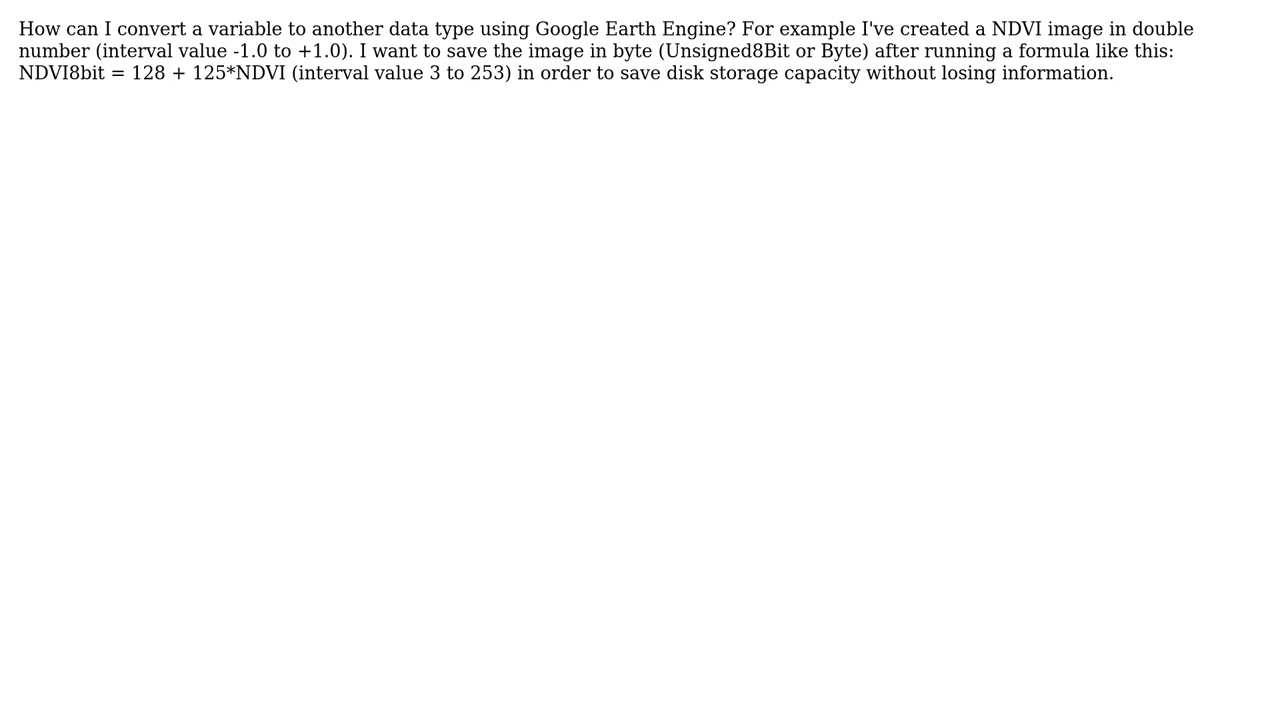 How can I convert a variable to another data type using Google Earth Engine? For example I've created a NDVI image in double
number (interval value -1.0 to +1.0). I want to save the image in byte (Unsigned8Bit or Byte) after running a formula like this:
NDVI8bit = 128 + 125*NDVI (interval value 3 to 253) in order to save disk storage capacity without losing information.